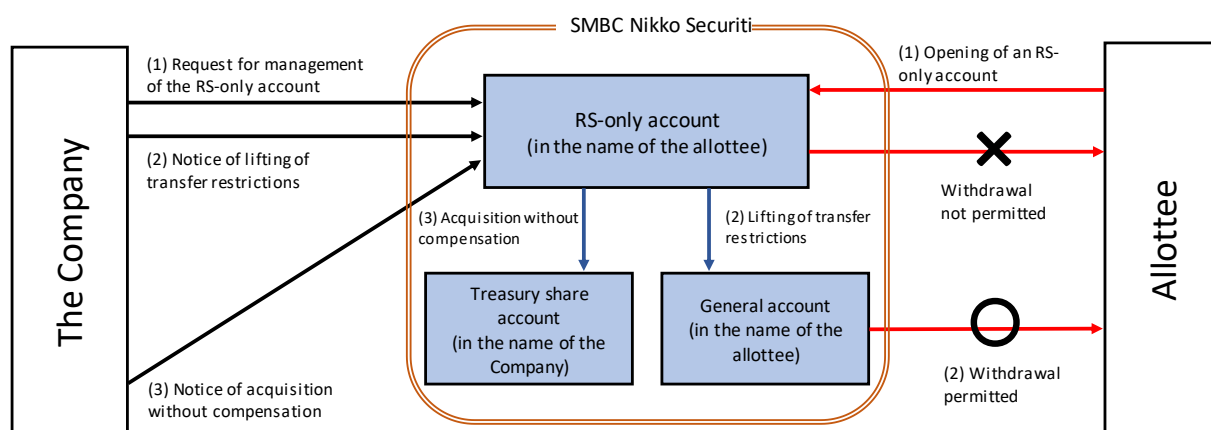 SMBC Nikko Securiti
The Company
(1) Request for management
of the RS-only account
(2) Notice of lifting of
transfer restrictions
(3) Notice of acquisition
without compensation
RS-only account
(in the name of the allottee)
(3) Acquisition without
compensation
(2) Lifting of transfer
restrictions
Treasury share
account
(in the name of the
Company)
General account
(in the name of the
allottee)
(1) Opening of an RS-
only account
Withdrawal
not permitted
(2) Withdrawal
permitted
Allottee